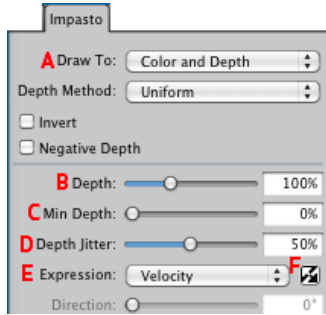 Impasto
A Draw To: Color and Depth
Depth Method: Uniform
Invert
Negative Depth
B Depth: 100%
C Min Depth: 0%
D Depth Jitter: 50%
E Expression: Velocity F
Direction: 0°